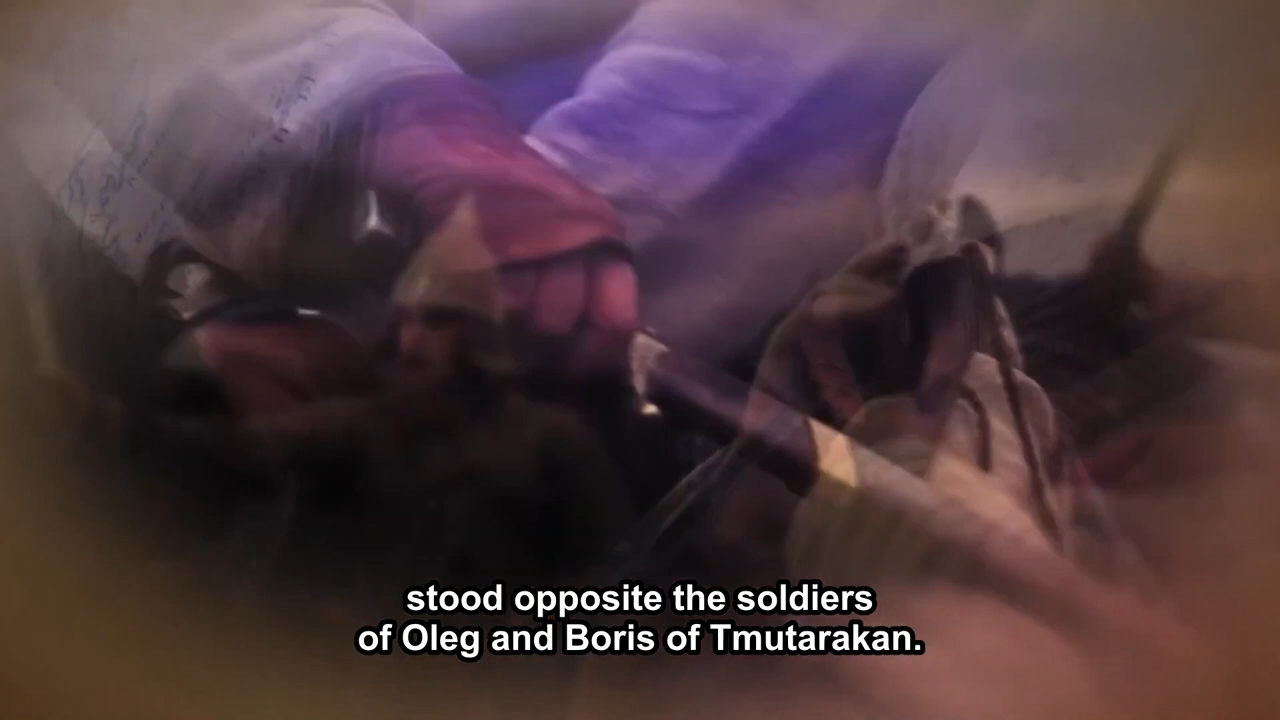 stood opposite the soldiers
of Oleg and Boris of Tmutarakan.